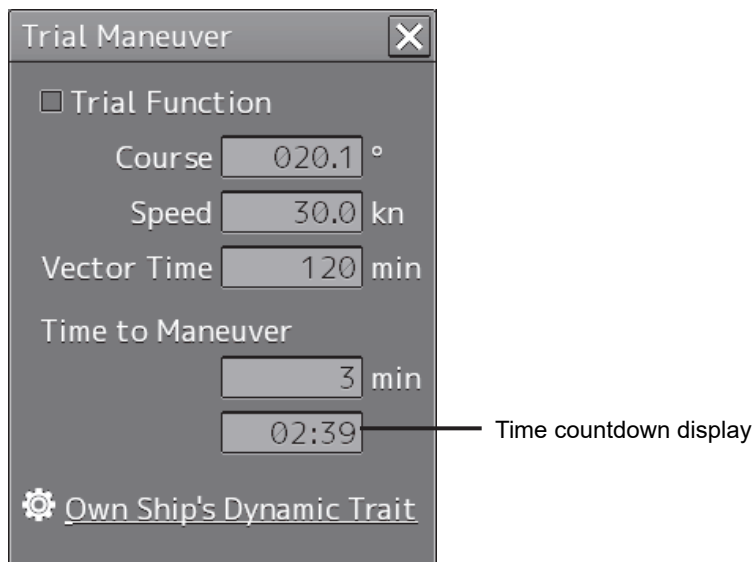 Trial Maneuver
Trial Function
Course 020.1 °
Speed 30.0 kn
Vector Time 120 min
Time to Maneuver
3 min
02:39 Time countdown display
Own Ship's Dynamic Trait